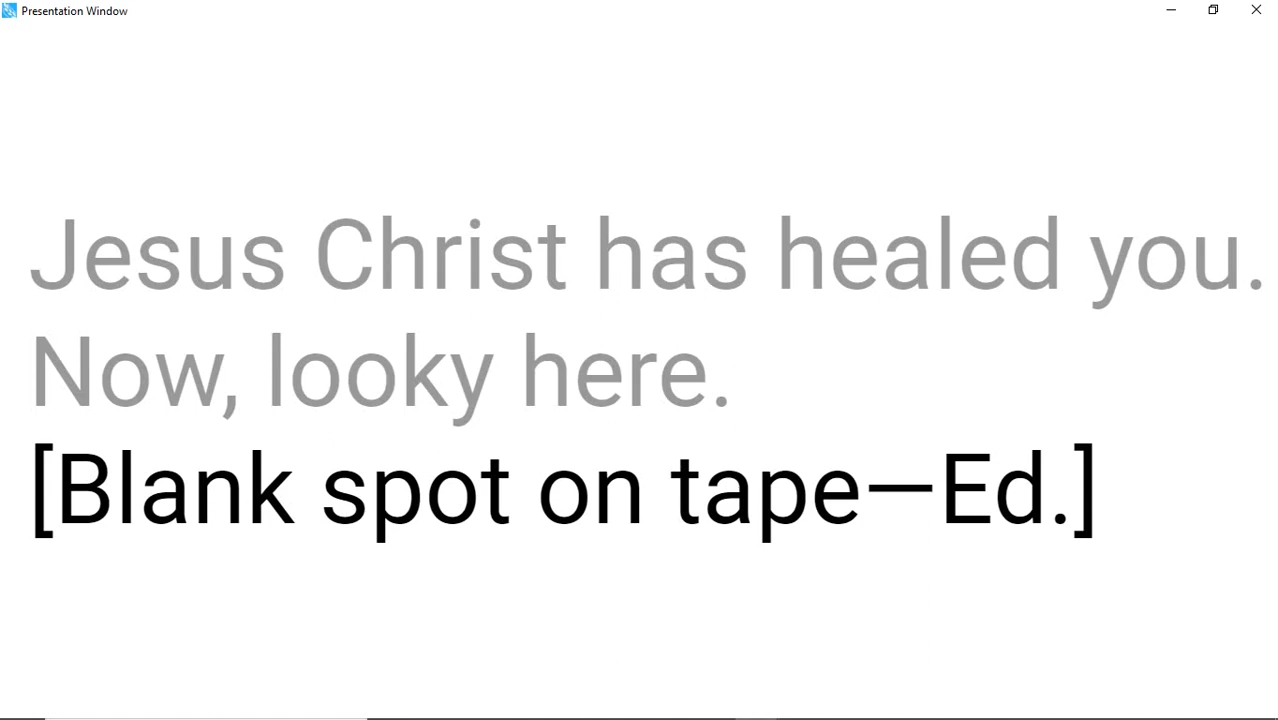 Presentation Window
Jesus Christ has healed you.
Now, looky here.
[Blank spot on tape—Ed.]